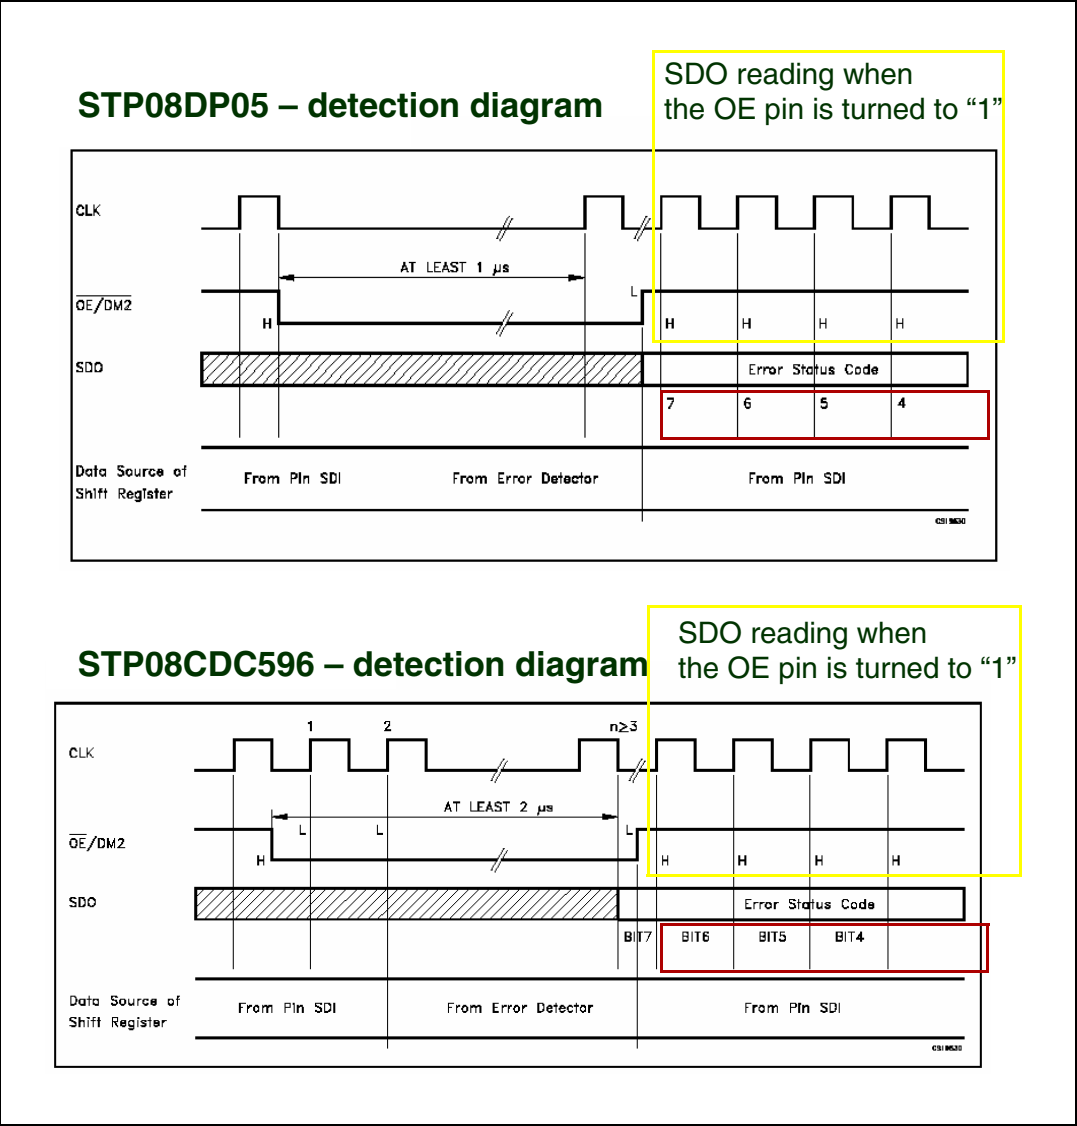 SDO reading when
the OE pin is turned to “1”
STP08DP05 – detection diagram
CLK
AT LEAST 1 µs
OE/DM2
L
H
H
H
H
H
SDO
Error Status Code
7
6
5
4
Data Source of
Shift Register
From Pin SDI
From Error Detector
From Pin SDI
SDO reading when
the OE pin is turned to “1”
STP08CDC596 – detection diagram
1
2
n≥3
CLK
AT LEAST 2 µs
OE/DM2
L
L
L
H
H
H
H
H
SDO
Error Status Code
BIT7
BIT6
BIT5
BIT4
Data Source of
Shift Register
From Pin SDI
From Error Detector
From Pin SDI